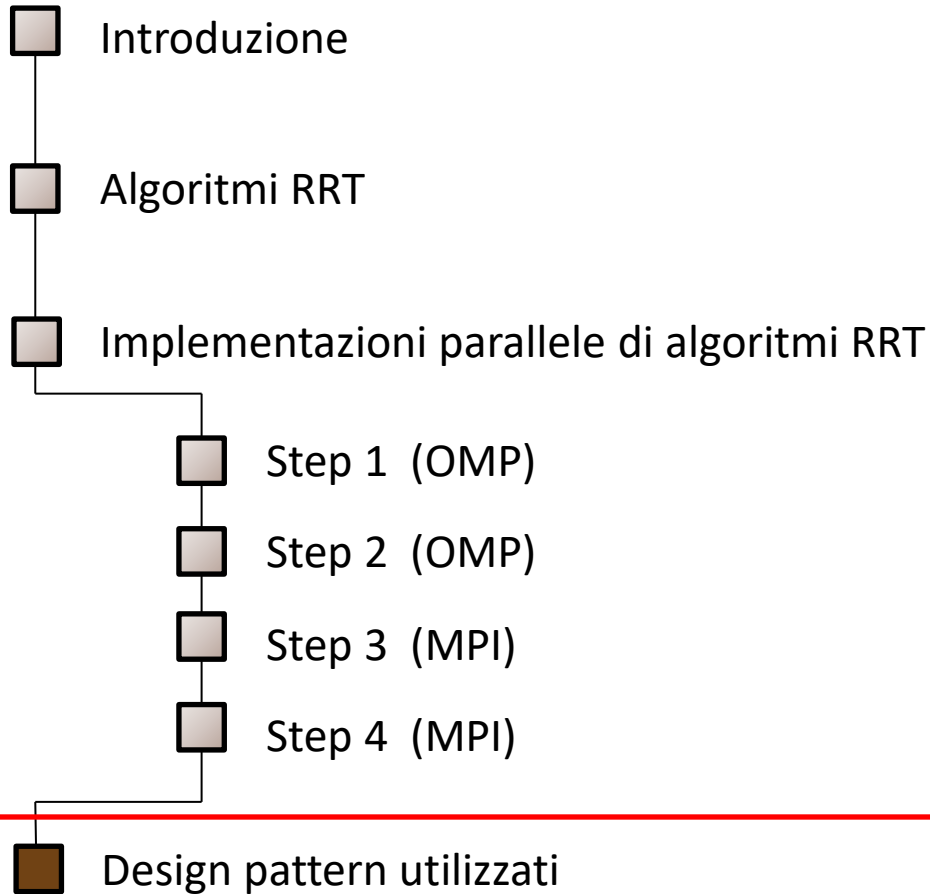 Introduzione
Algoritmi RRT
Implementazioni parallele di algoritmi RRT
Step 1 (OMP)
Step 2 (OMP)
Step 3 (MPI)
Step 4 (MPI)
Design pattern utilizzati